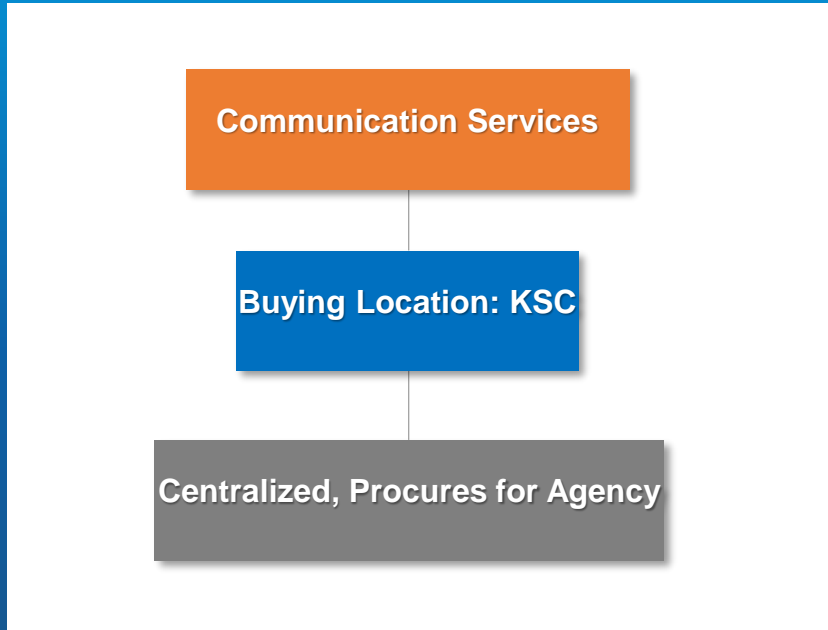 Communication Services
Buying Location: KSC
Centralized, Procures for Agency